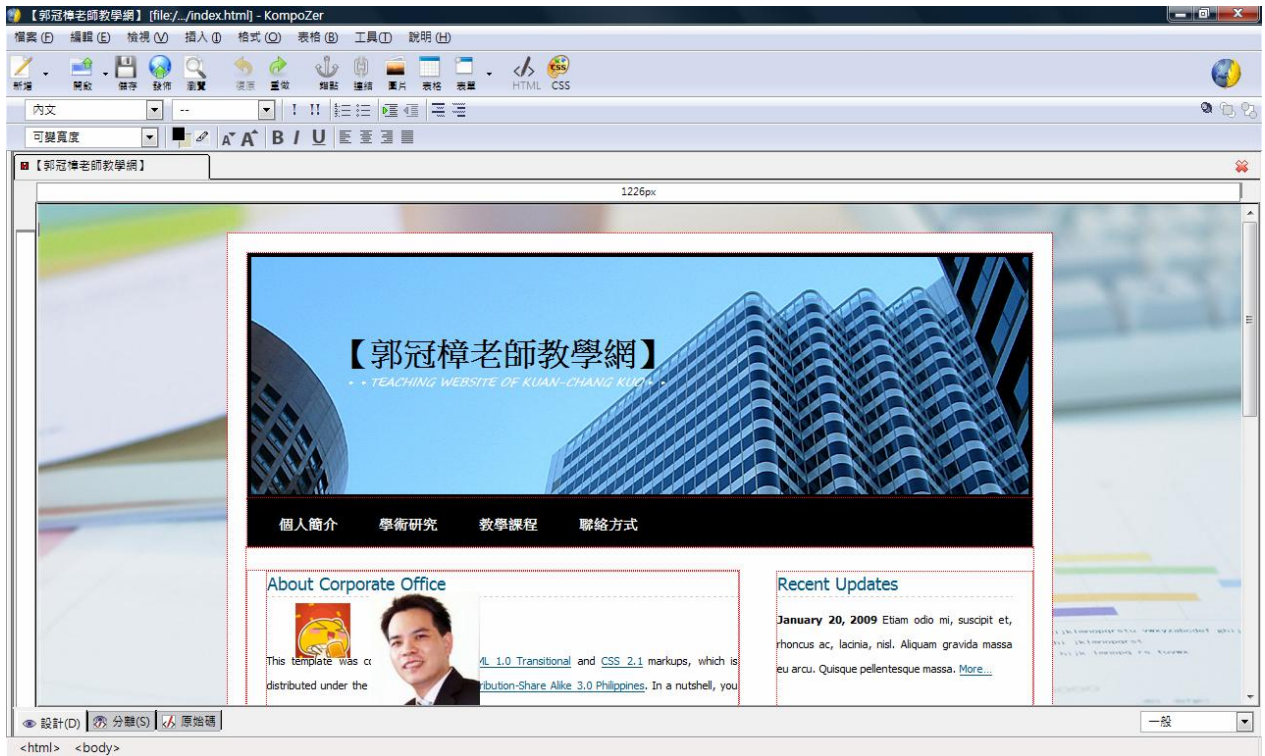 【郭冠樟老師教學網】 [file:/.../index.html] - KompoZer
檔案(F) 編輯(E) 檢視(V) 插入(I) 格式(O) 表格(B) 工具(T) 說明(H)
新增 開啟 儲存 發佈 瀏覽 復原 重做 錨點 連結 圖片 表格 表單 HTML CSS
內文 --
可變寬度 B I U
【郭冠樟老師教學網】
1226px
【郭冠樟老師教學網】
TEACHING WEBSITE OF KUAN-CHANG KUO
個人簡介 學術研究 教學課程 聯絡方式
About Corporate Office
This template was ML 1.0 Transitional and CSS 2.1 markups, which is
distributed under the ribution-Share Alike 3.0 Philippines. In a nutshell, you
Recent Updates
January 20, 2009 Etiam odio mi, suscipit et,
rhoncus ac, lacinia, nisl. Aliquam gravida massa
eu arcu. Quisque pellentesque massa. More...
設計(D) 分離(S) 原始碼
一般
<html> <body>